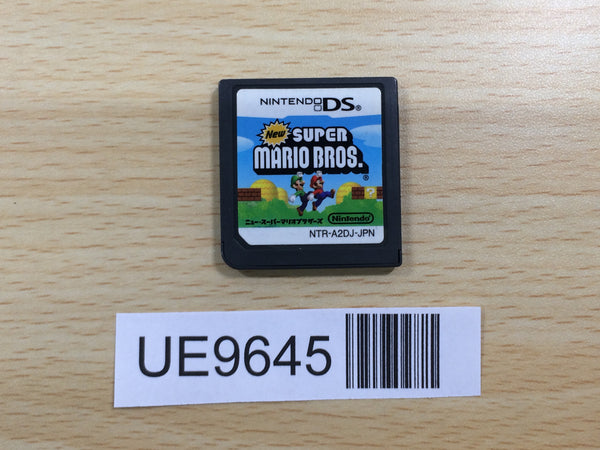 NINTENDO DS®
New SUPER
MARIO BROS.®
ニュー・スーパーマリオブラザーズ
Nintendo®
NTR-A2DJ-JPN
UE9645